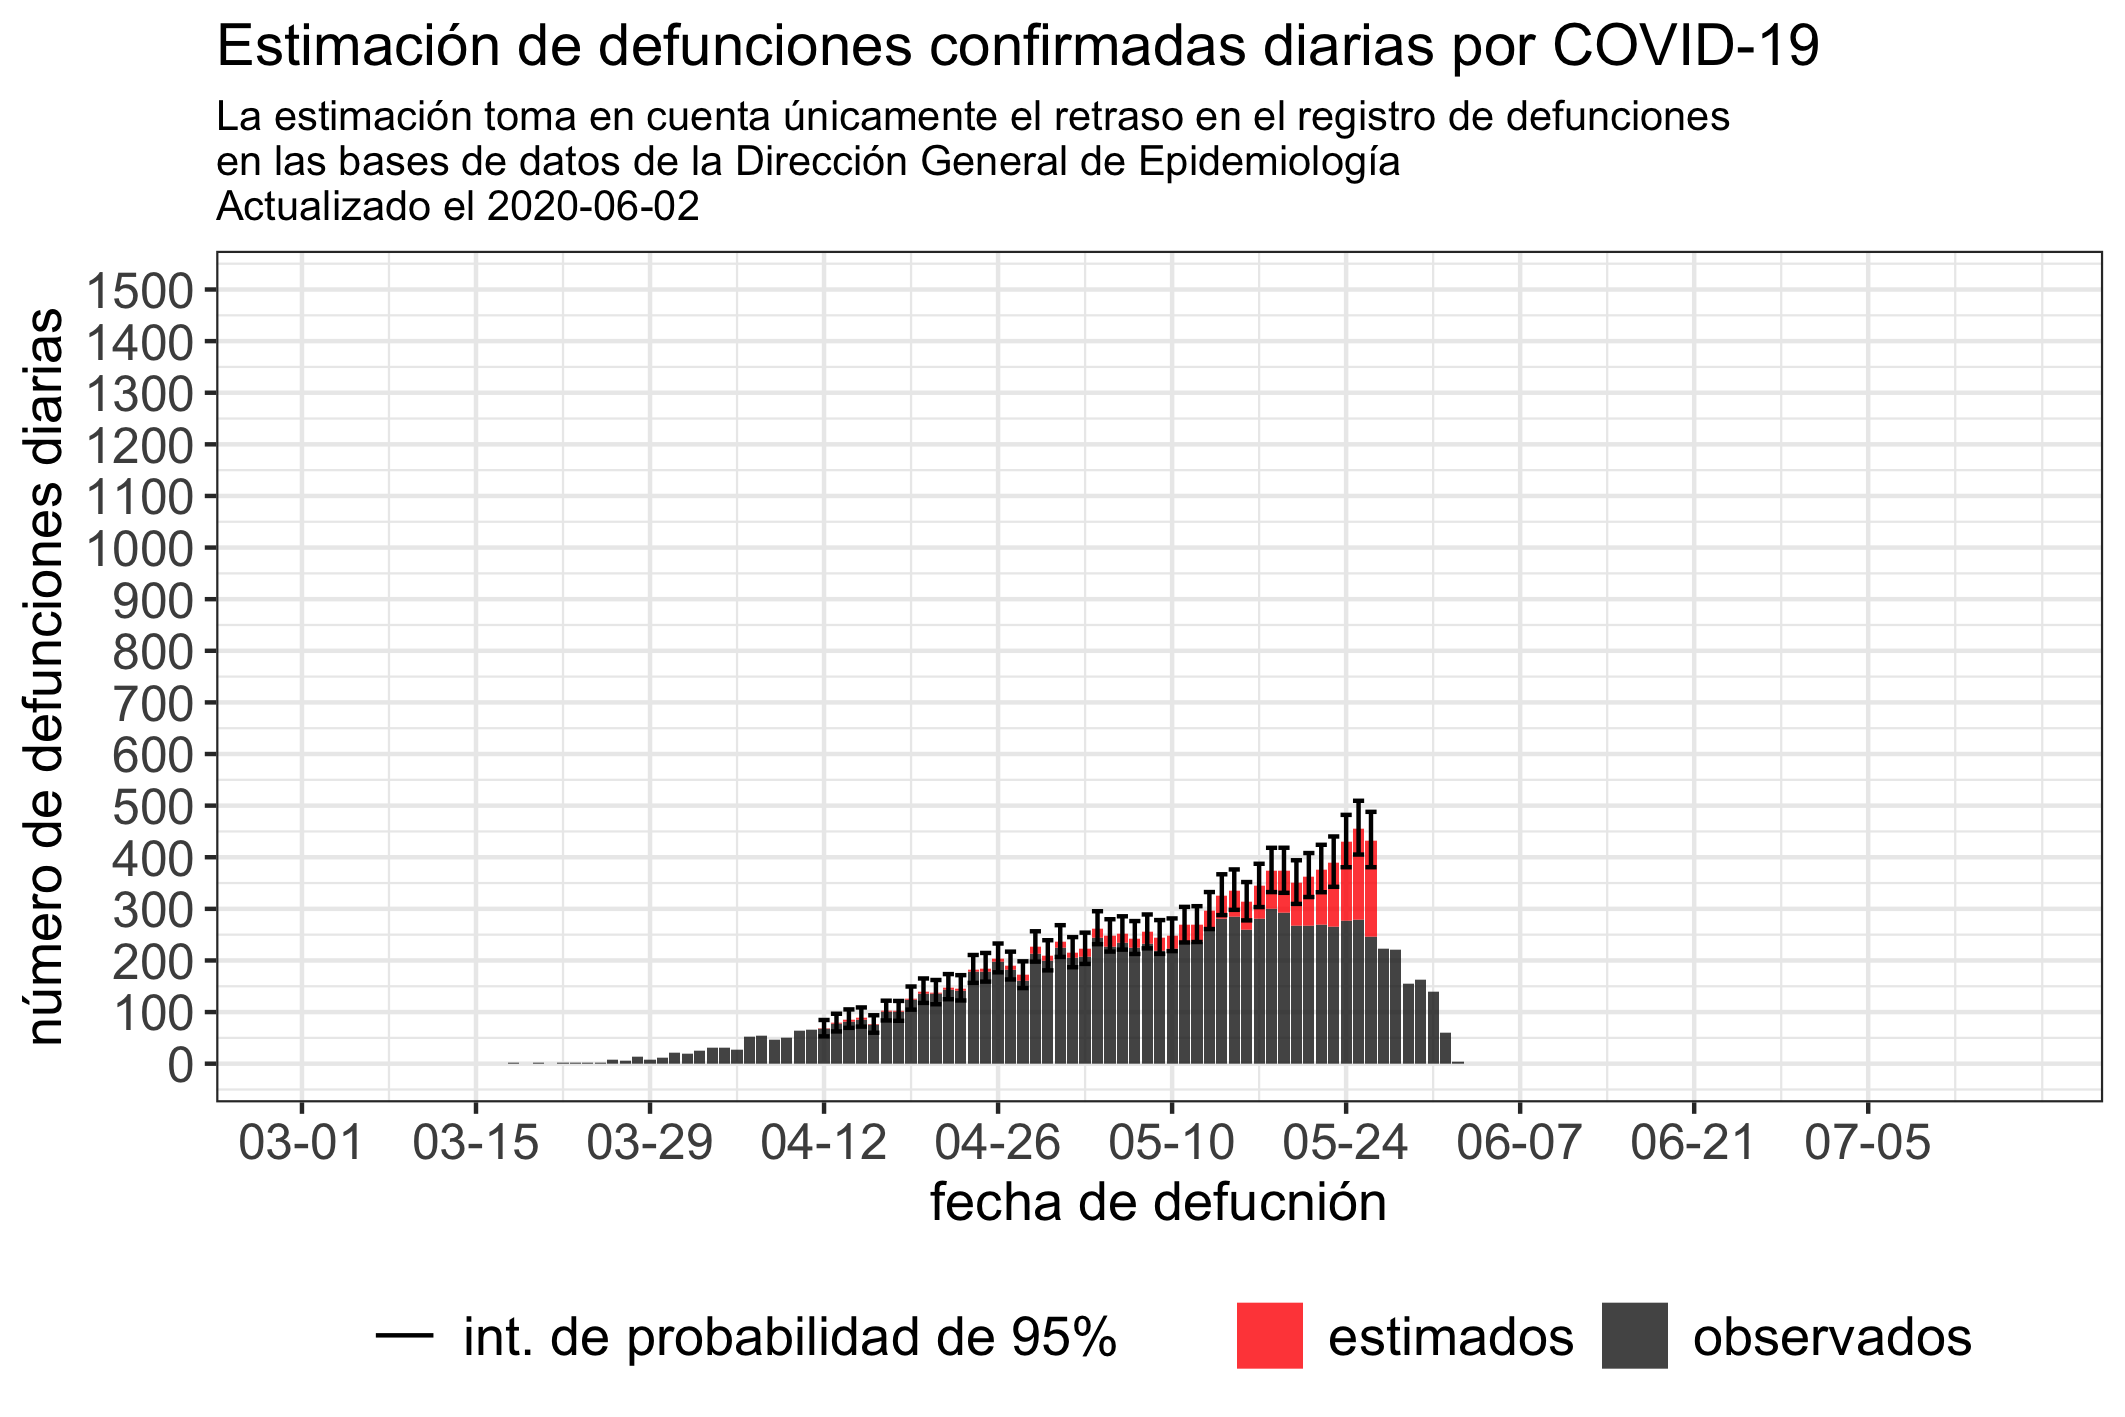 Estimación de defunciones confirmadas diarias por COVID-19
La estimación toma en cuenta únicamente el retraso en el registro de defunciones
en las bases de datos de la Dirección General de Epidemiología
Actualizado el 2020-06-02
número de defunciones diarias
1500
1400
1300
1200
1100
1000
900
800
700
600
500
400
300
200
100
0
03-01 03-15 03-29 04-12 04-26 05-10 05-24 06-07 06-21 07-05
fecha de defucnión
int. de probabilidad de 95% estimados observados